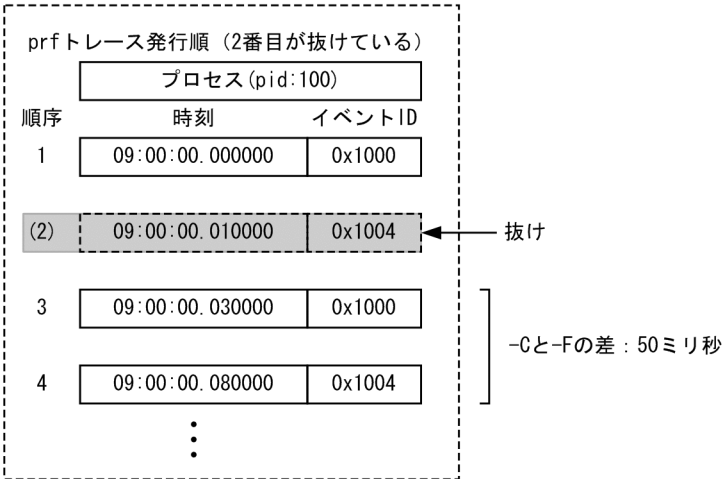 prfトレース発行順（2番目が抜けている）
プロセス(pid:100)
順序 時刻 イベントID
1 09:00:00.000000 0x1000
(2) 09:00:00.010000 0x1004 抜け
3 09:00:00.030000 0x1000
-Cと-Fの差：50ミリ秒
4 09:00:00.080000 0x1004